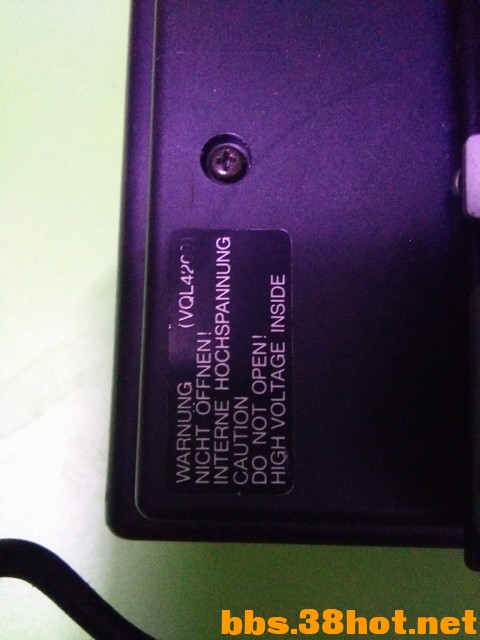 WARNUNG
NICHT ÖFFNEN!
INTERNE HOCHSPANNUNG
CAUTION
DO NOT OPEN!
HIGH VOLTAGE INSIDE
bbs.38hot.net